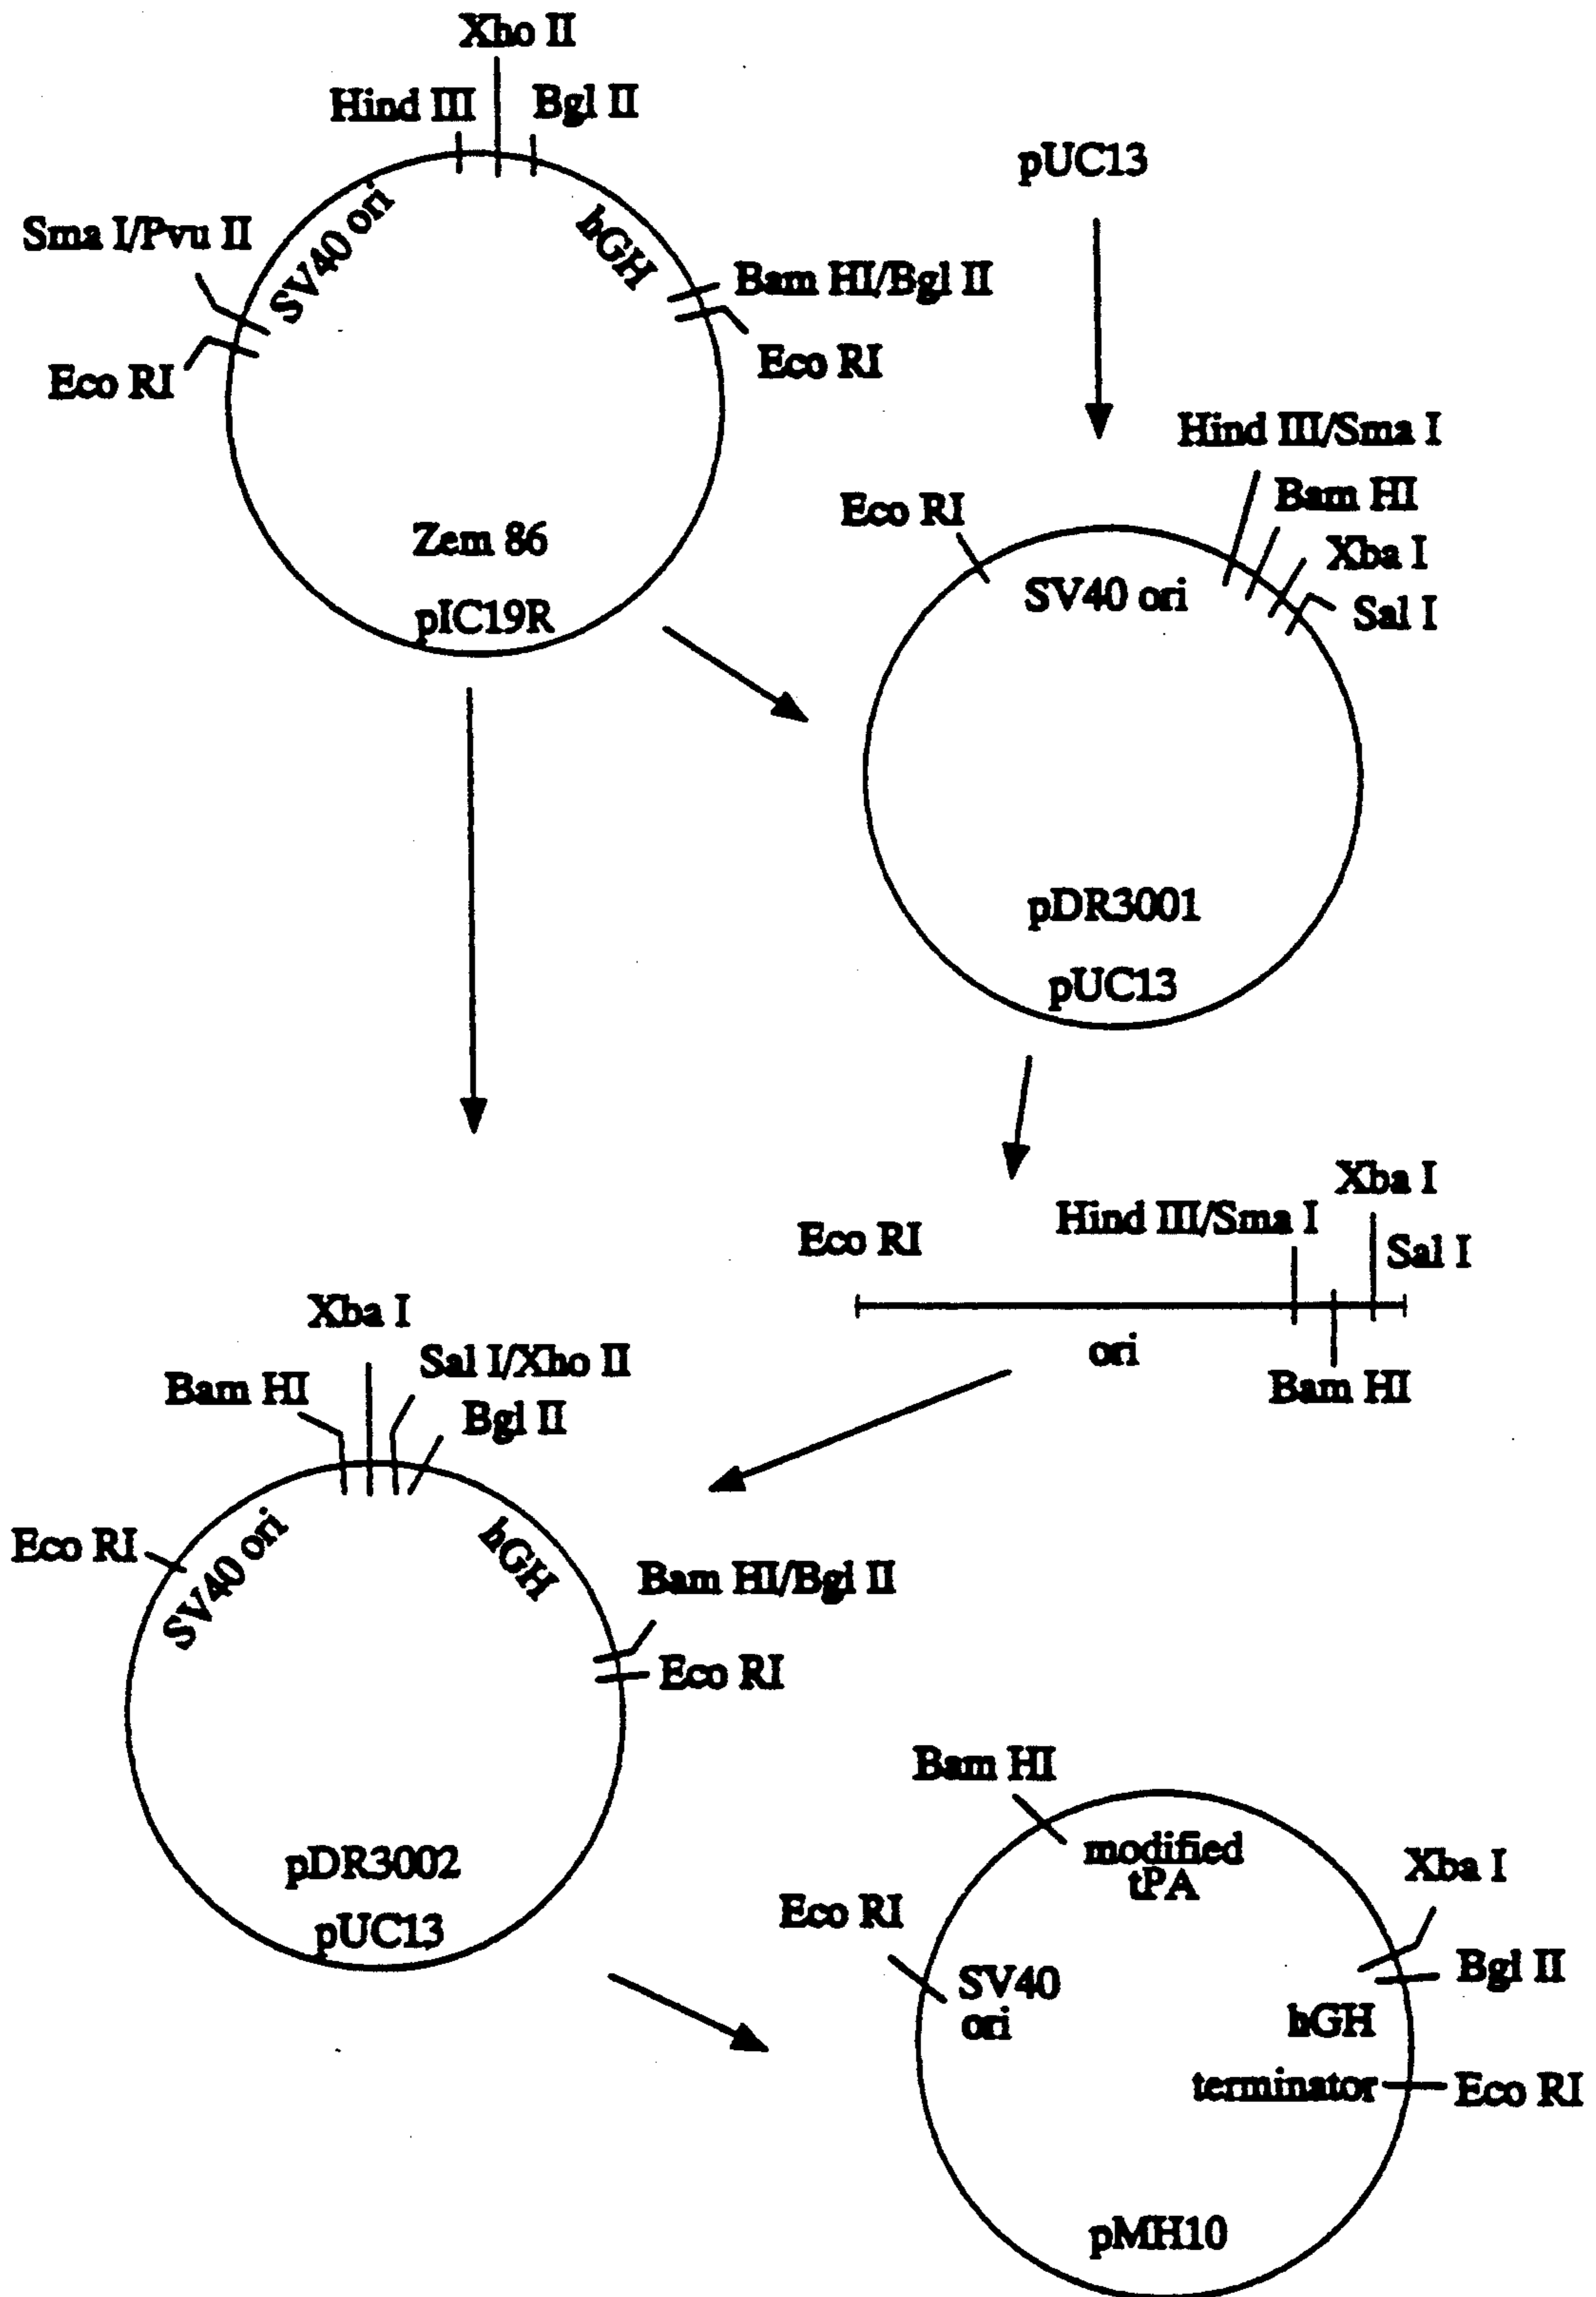 Xho II
Hind III
Bgl II
Sma I/Pvu II
SV40 ori
hGH
Bam HI/Bgl II
Eco RI
Eco RI
Zem 86
pIC19R
pUC13
Hind III/Sma I
Bam HI
Xba I
Sal I
Eco RI
SV40 ori
pDR3001
pUC13
Xba I
Hind III/Sma I
Eco RI
Sal I
ori
Bam HI
Xba I
Sal I/Xho II
Bam HI
Bgl II
Eco RI
SV40 ori
hGH
Bam HI/Bgl II
Eco RI
pDR3002
pUC13
Bam HI
modified
tPA
Xba I
Eco RI
Bgl II
SV40
ori
hGH
terminator
Eco RI
pMH10